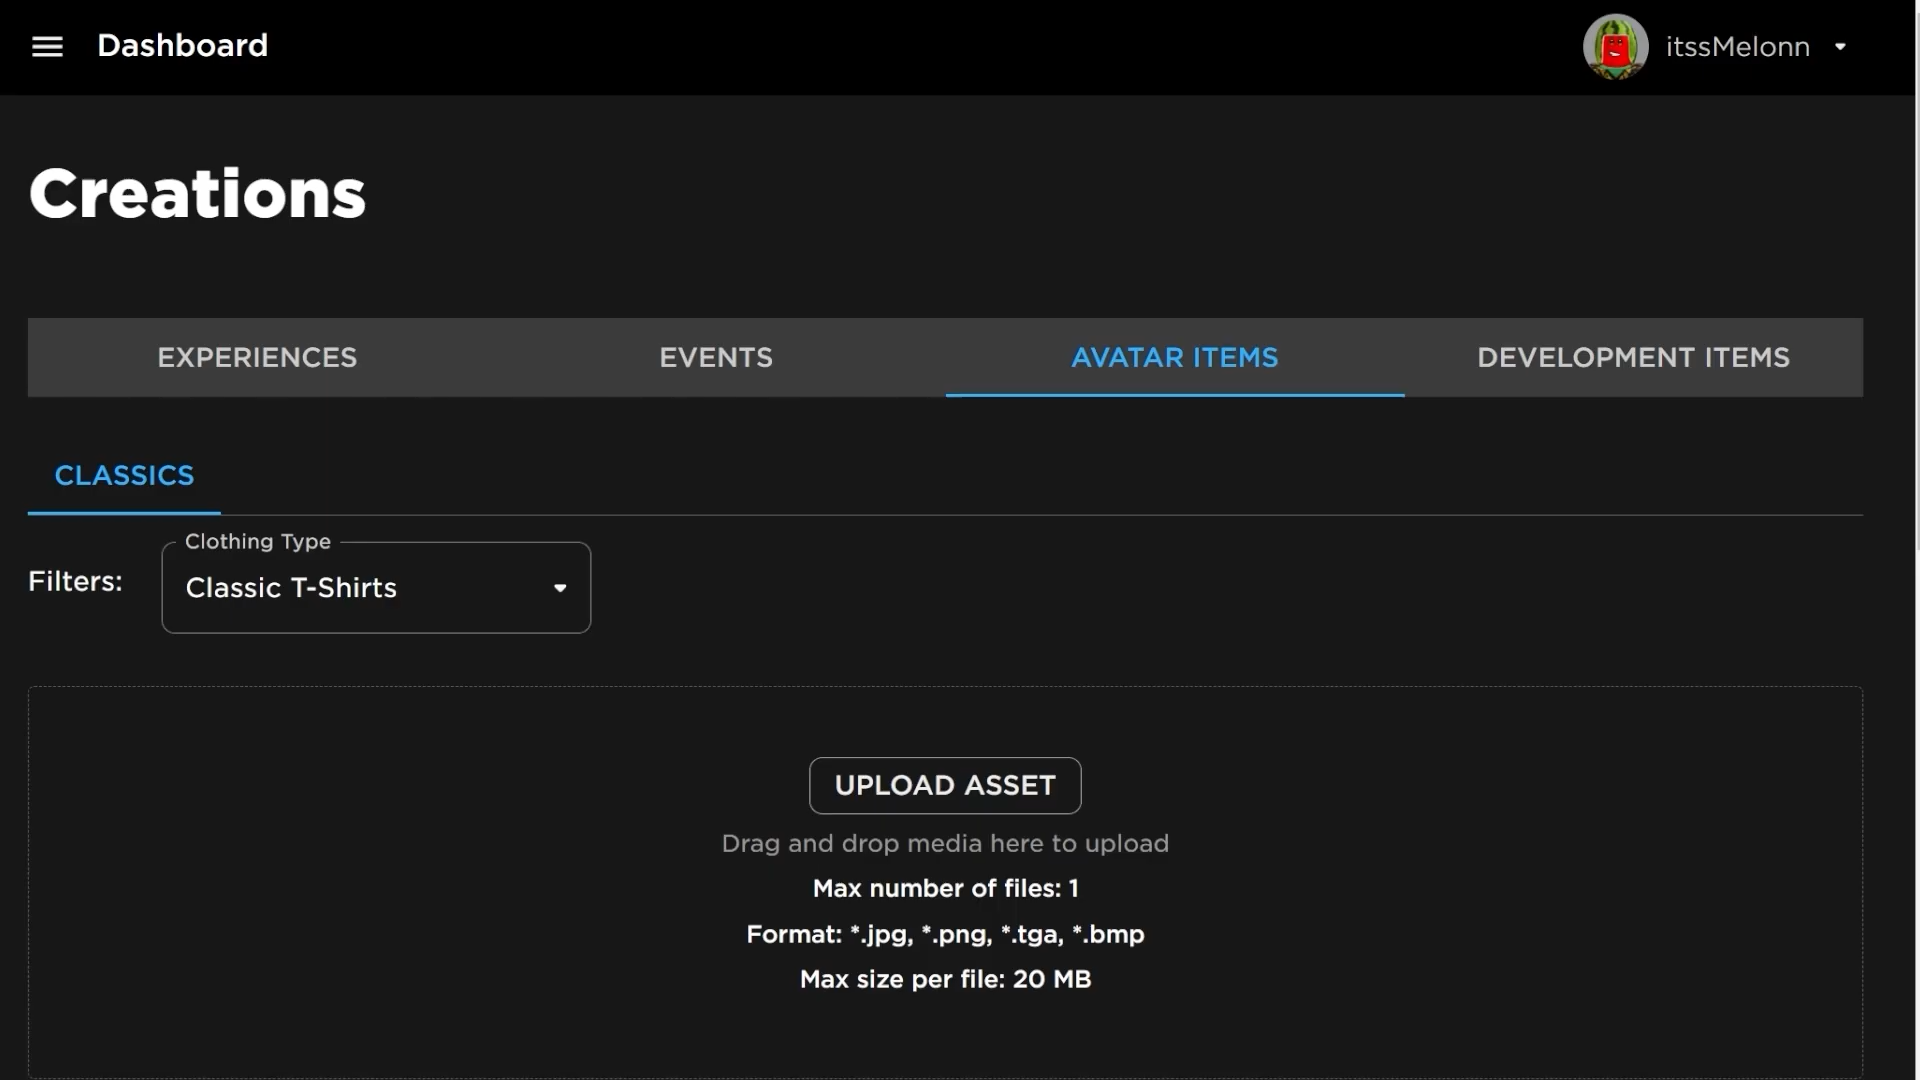 Dashboard
itssMelonn
Creations
EXPERIENCES
EVENTS
AVATAR ITEMS
DEVELOPMENT ITEMS
CLASSICS
Clothing Type
Filters:
Classic T-Shirts
UPLOAD ASSET
Drag and drop media here to upload
Max number of files: 1
Format: *.jpg, *.png, *.tga, *.bmp
Max size per file: 20 MB